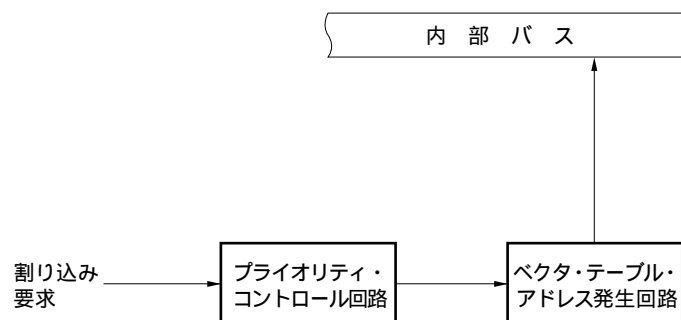 内部バス
割り込み
要求
プライオリティ・
コントロール回路
ベクタ・テーブル・
アドレス発生回路